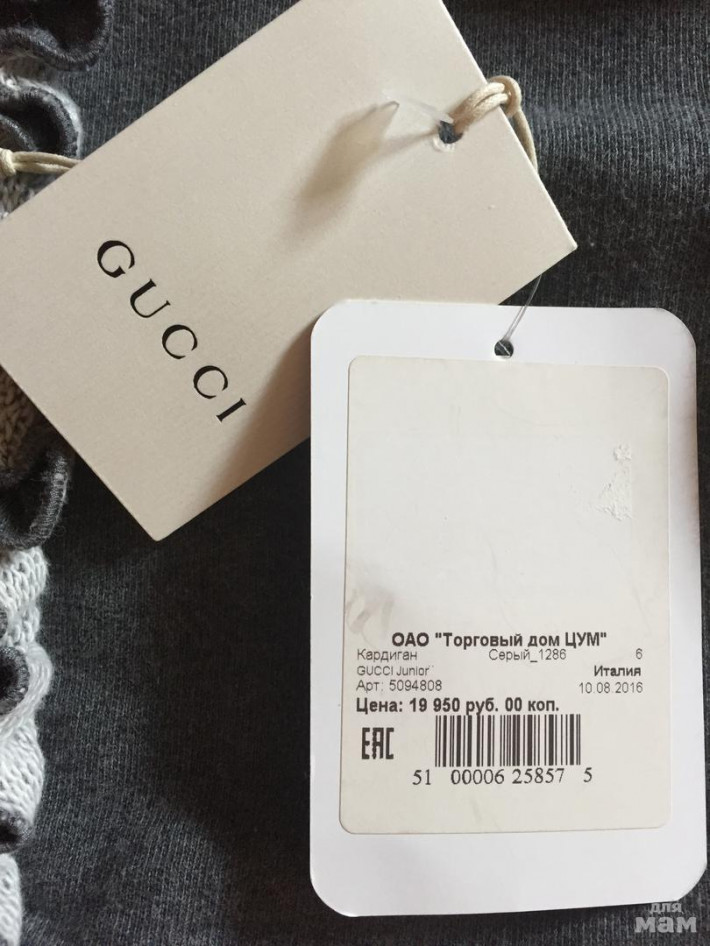 GUCCI
ОАО "Торговый дом ЦУМ"
Кардиган Серый_1286 6
GUCCI Junior Италия
Арт: 5094808 10.08.2016
Цена: 19 950 руб. 00 коп.
EAC
51 00006 25857 5
для
мам